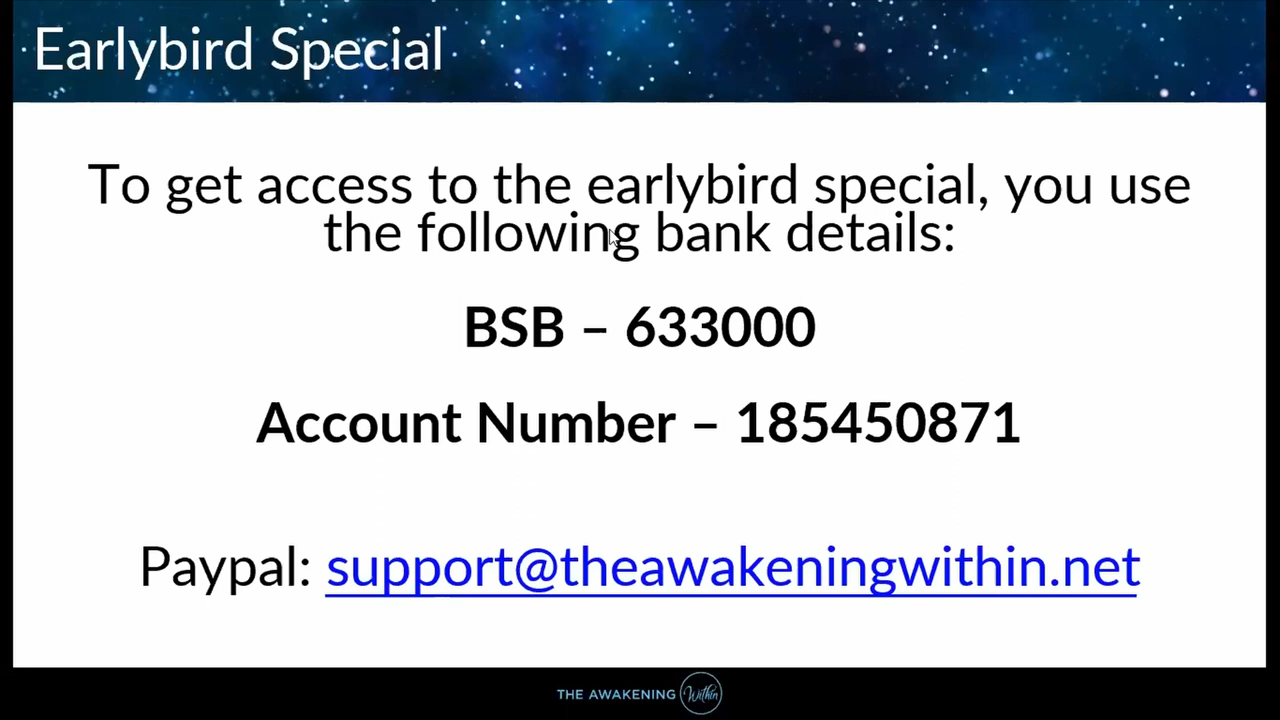 Earlybird Special
To get access to the earlybird special, you use
the following bank details:
BSB – 633000
Account Number – 185450871
Paypal: support@theawakeningwithin.net
THE AWAKENING Within